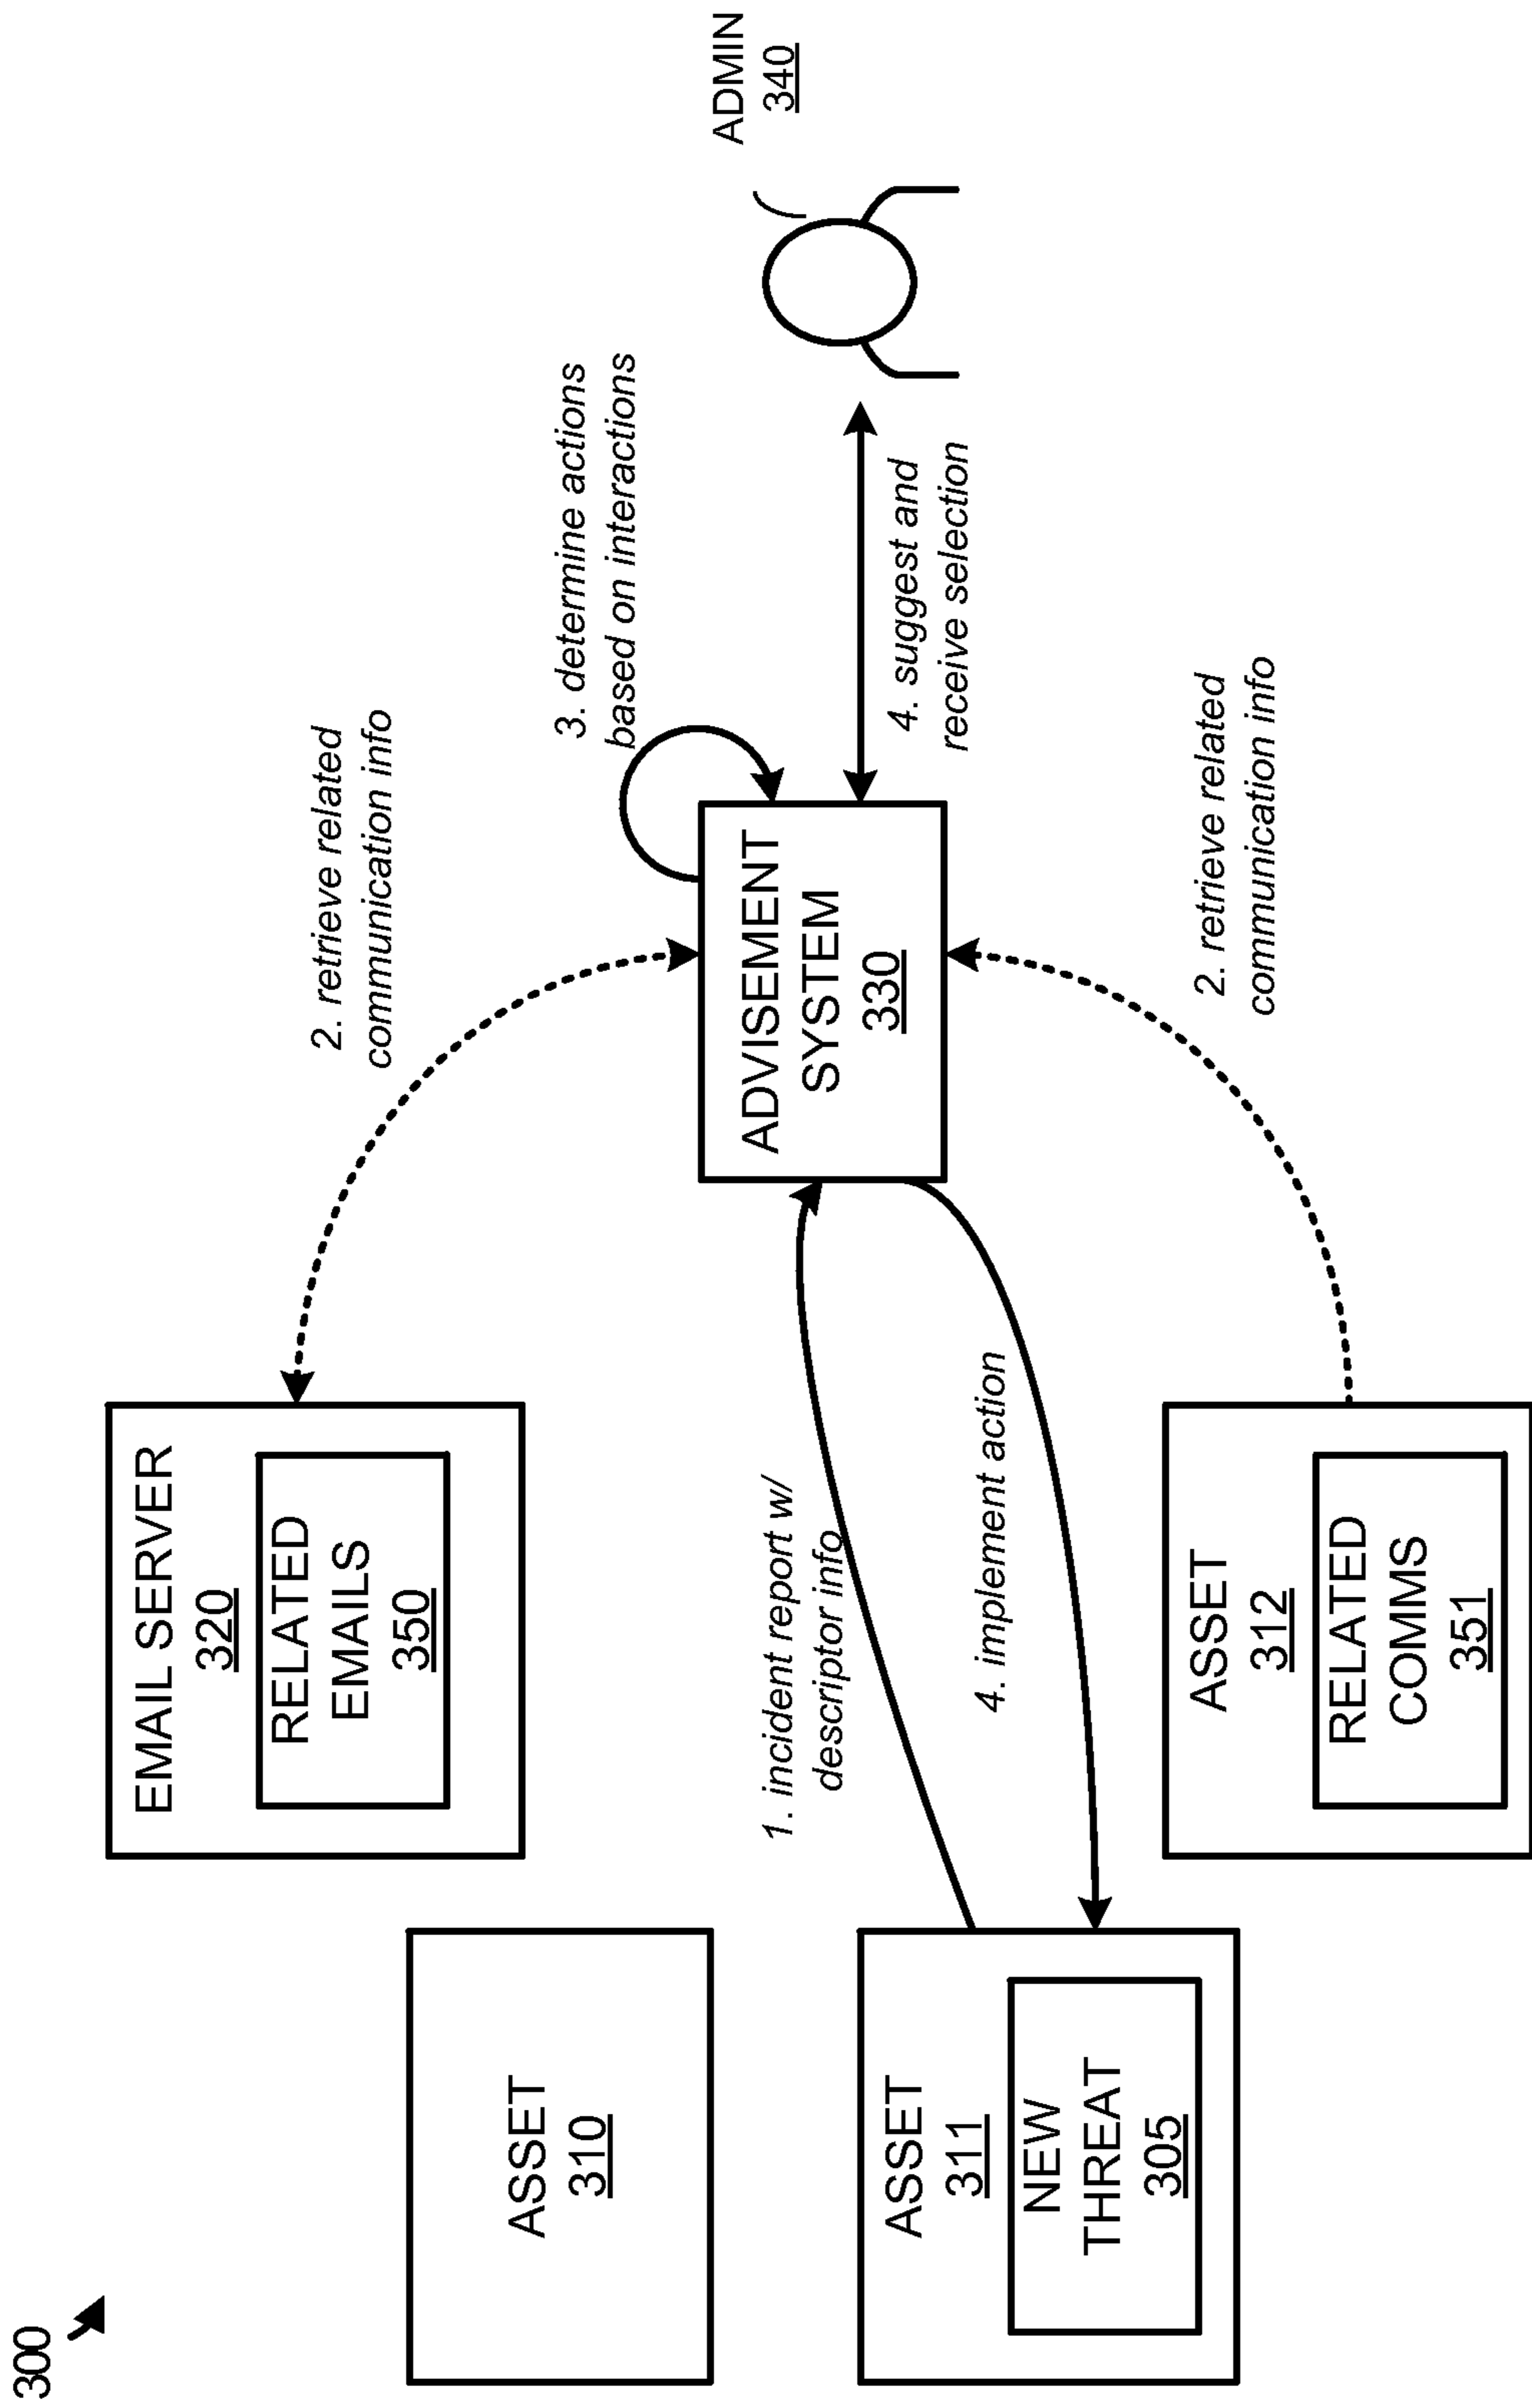 300
EMAIL SERVER
320
RELATED
EMAILS
350
2. retrieve related
communication info
ASSET
310
3. determine actions
based on interactions
ADMIN
340
ADVISEMENT
SYSTEM
330
1. incident report w/
descriptor info
4. suggest and
receive selection
4. implement action
ASSET
311
NEW
THREAT
305
ASSET
312
RELATED
COMMS
351
2. retrieve related
communication info